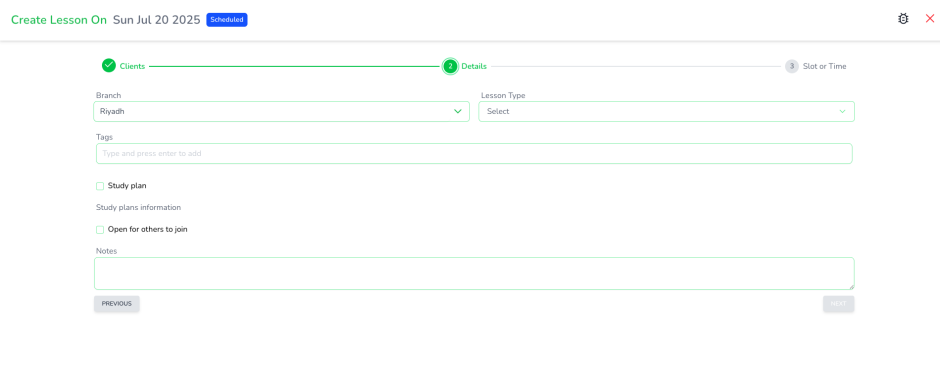 Create Lesson On Sun Jul 20 2025 Scheduled
Clients 2 Details 3 Slot or Time
Branch Lesson Type
Riyadh Select
Tags
Type and press enter to add
Study plan
Study plans information
Open for others to join
Notes
PREVIOUS NEXT